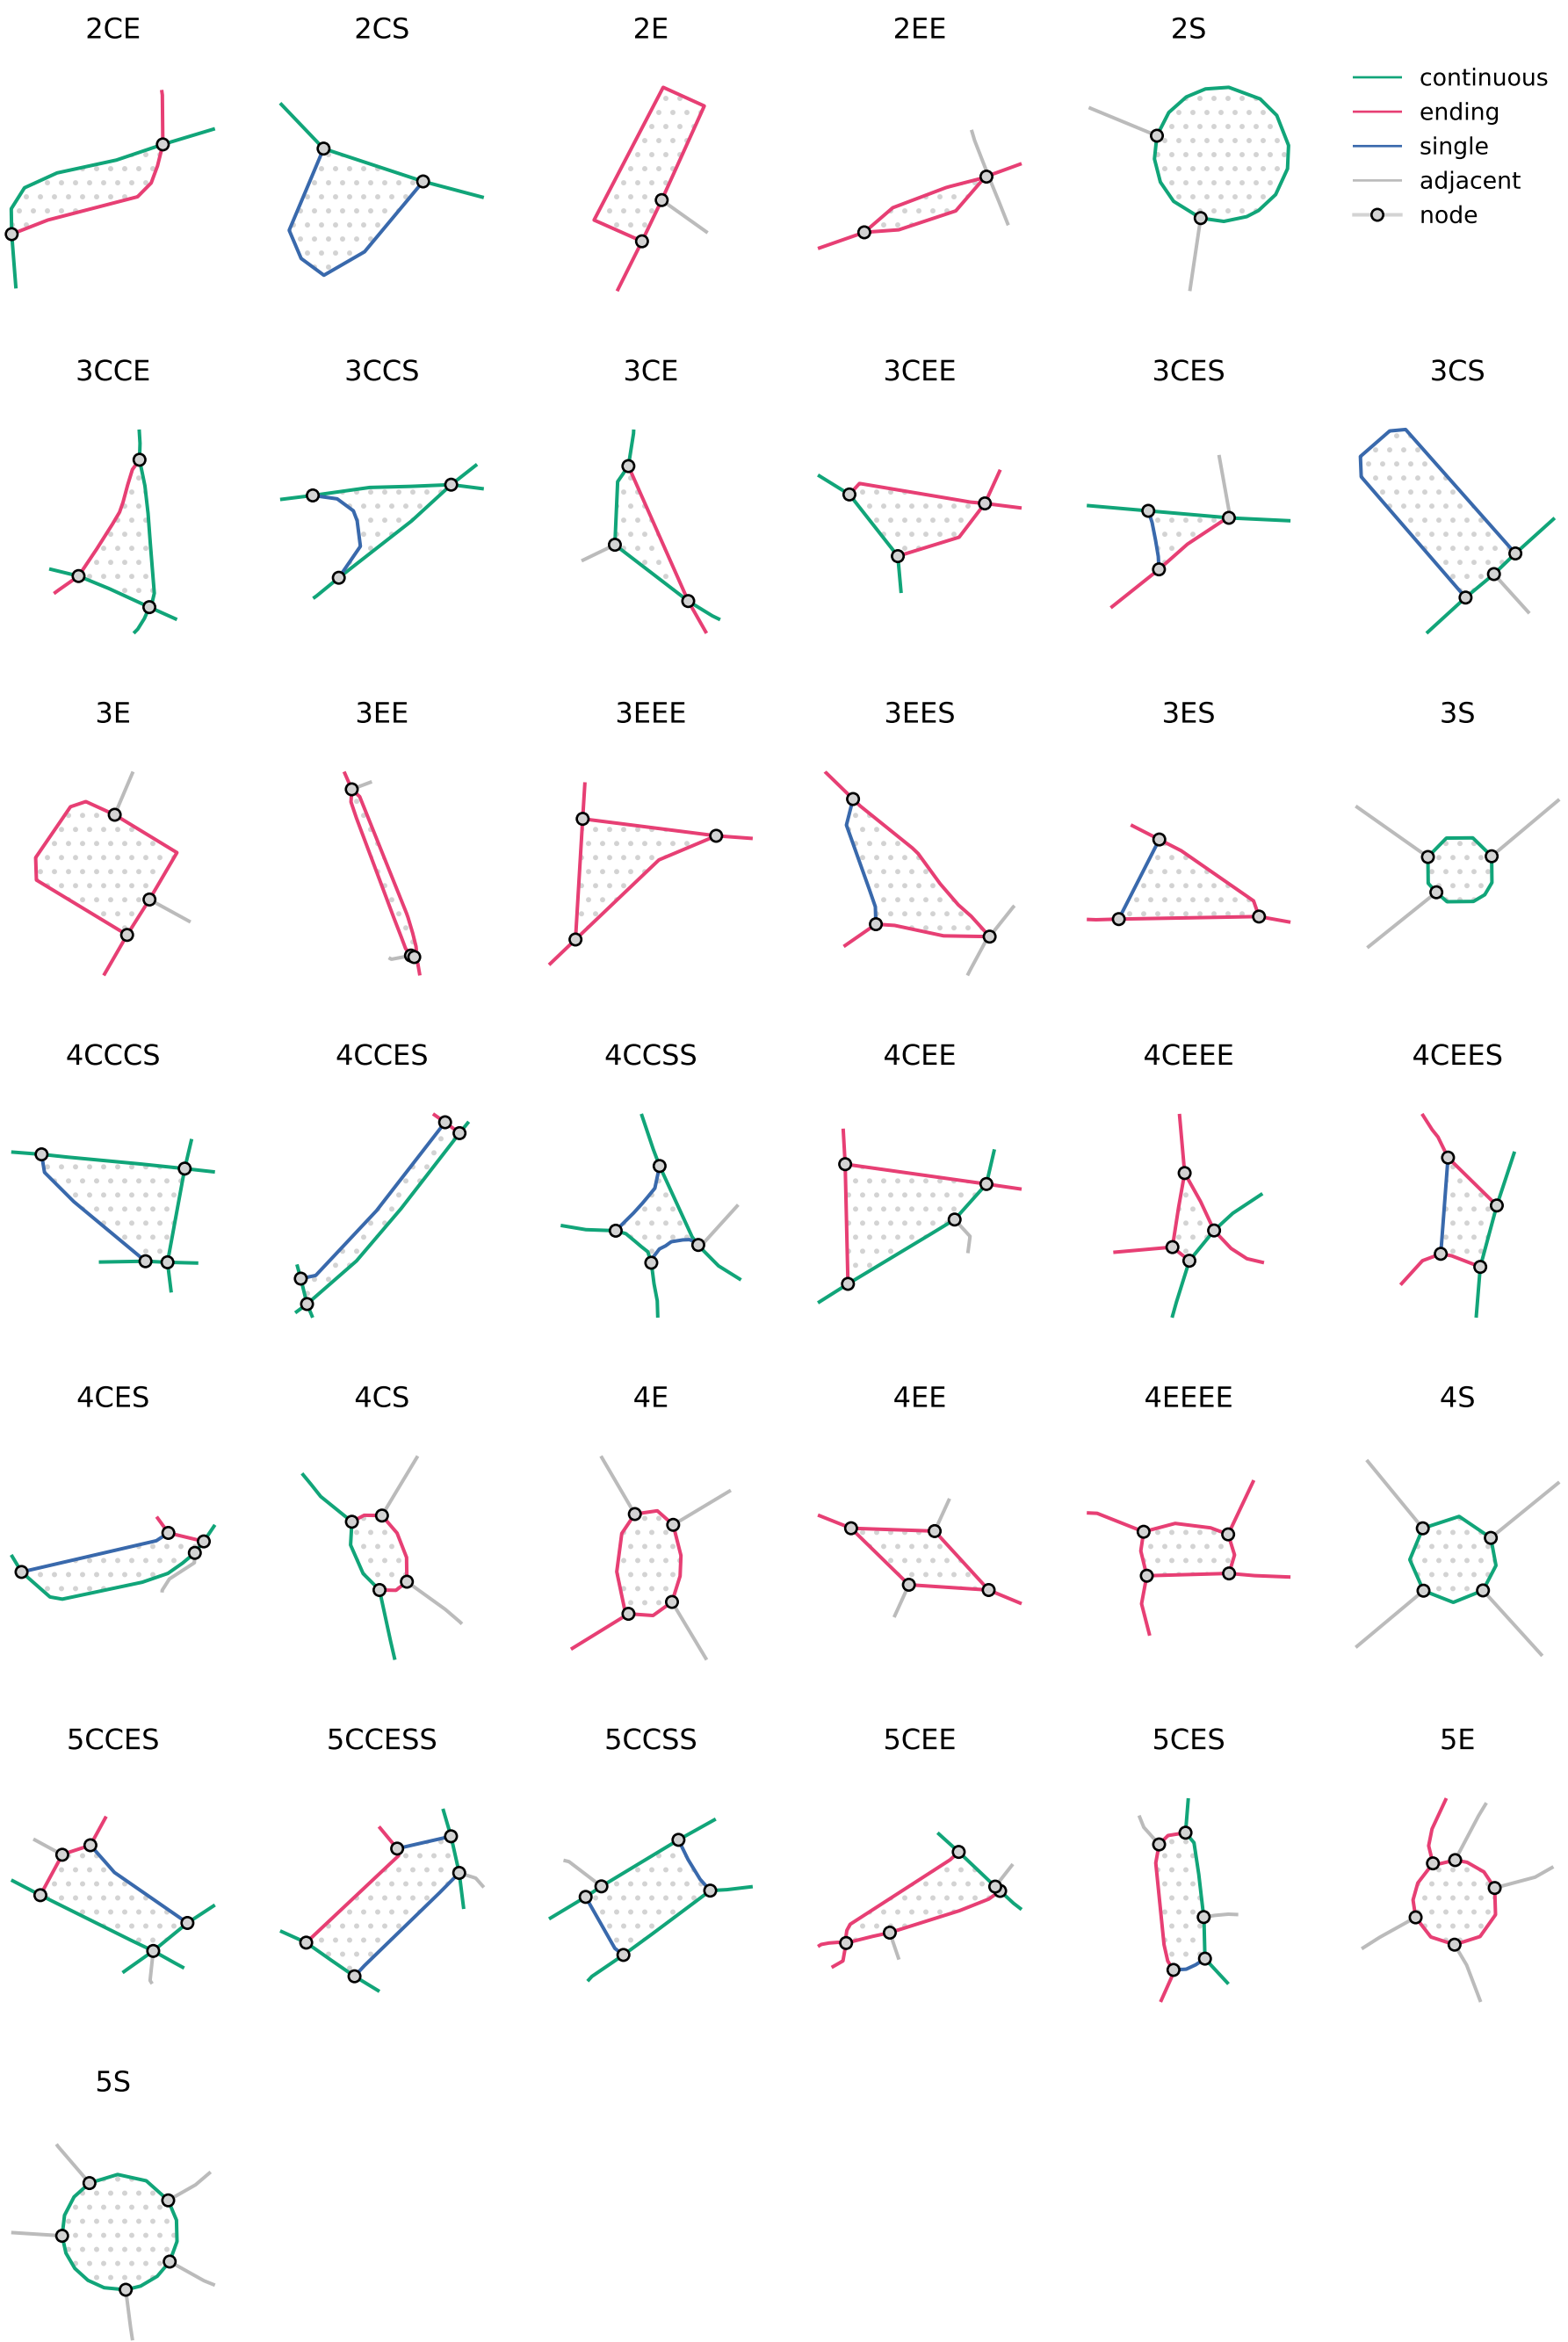 2CE
2CS
2E
2EE
2S
continuous
ending
single
adjacent
node
3CCE
3CCS
3CE
3CEE
3CES
3CS
3E
3EE
3EEE
3EES
3ES
3S
4CCCS
4CCES
4CCSS
4CEE
4CEEE
4CEES
4CES
4CS
4E
4EE
4EEEE
4S
5CCES
5CCESS
5CCSS
5CEE
5CES
5E
5S